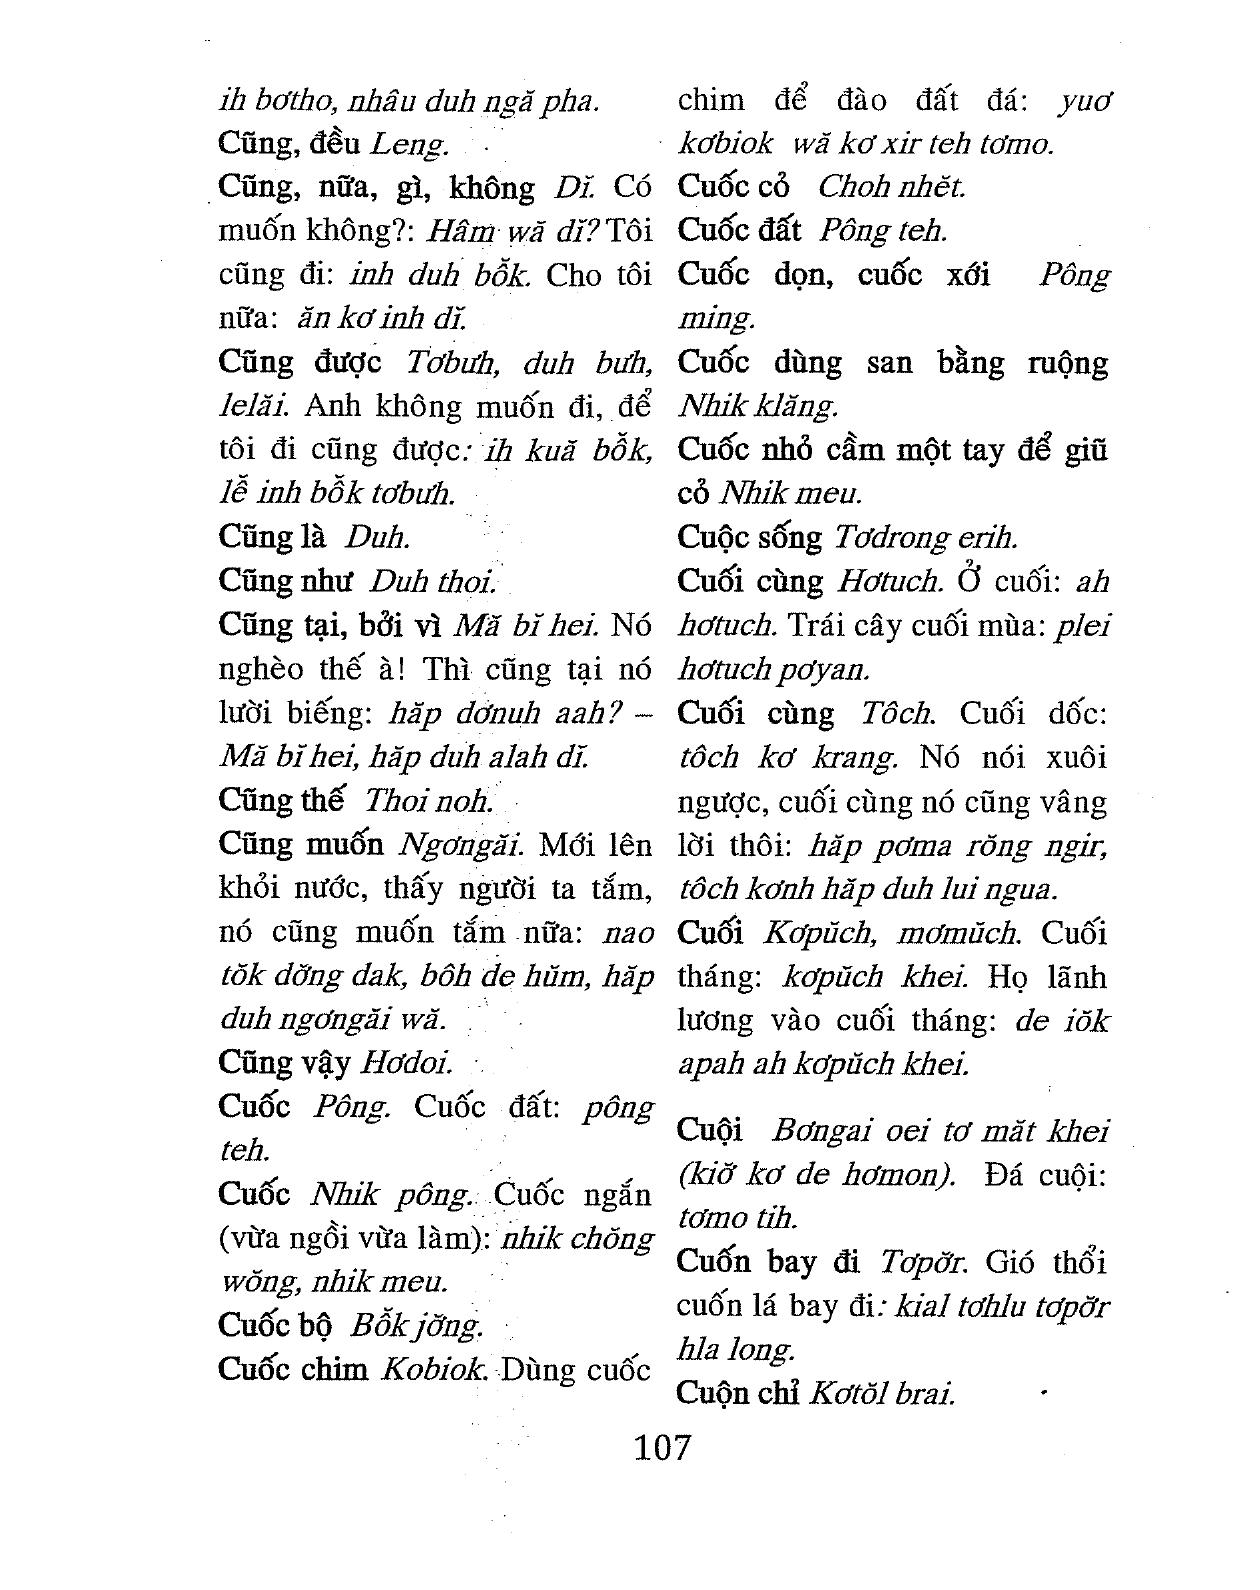 ih bơtho, nhâu duh ngă pha.
Cũng, đều Leng.
Cũng, nữa, gì, không Dĭ. Có
muốn không?: Hâm wă dĭ? Tôi
cũng đi: inh duh bô̆k. Cho tôi
nữa: ăn kơ inh dĭ.
Cũng được Tơbưh, duh bưh,
lelăi. Anh không muốn đi, để
tôi đi cũng được: ih kuă bô̆k,
lê̆ inh bô̆k tơbưh.
Cũng là Duh.
Cũng như Duh thoi.
Cũng tại, bởi vì Mă bĭ hei. Nó
nghèo thế à! Thì cũng tại nó
lười biếng: hăp dơnuh aah? –
Mă bĭ hei, hăp duh alah dĭ.
Cũng thế Thoi noh.
Cũng muốn Ngơngăi. Mới lên
khỏi nước, thấy người ta tắm,
nó cũng muốn tắm nữa: nao
tŏk dơ̆ng dak, bôh de hŭm, hăp
duh ngơngăi wă.
Cũng vậy Hơdoi.
Cuốc Pông. Cuốc đất: pông
teh.
Cuốc Nhik pông. Cuốc ngắn
(vừa ngồi vừa làm): nhik chŏng
wŏng, nhik meu.
Cuốc bộ Bô̆k jơ̆ng.
Cuốc chim Kobiok. Dùng cuốc
chim để đào đất đá: yuơ
kơbiok wă kơ xir teh tơmo.
Cuốc cỏ Choh nhĕt.
Cuốc đất Pông teh.
Cuốc dọn, cuốc xới Pông
ming.
Cuốc dùng san bằng ruộng
Nhik klăng.
Cuốc nhỏ cầm một tay để giũ
cỏ Nhik meu.
Cuộc sống Tơdrong erih.
Cuối cùng Hơtuch. Ở cuối: ah
hơtuch. Trái cây cuối mùa: plei
hơtuch pơyan.
Cuối cùng Tôch. Cuối dốc:
tôch kơ krang. Nó nói xuôi
ngược, cuối cùng nó cũng vâng
lời thôi: hăp pơma rŏng ngir,
tôch kơnh hăp duh lui ngua.
Cuối Kơpŭch, mơmŭch. Cuối
tháng: kơpŭch khei. Họ lãnh
lương vào cuối tháng: de iŏk
apah ah kơpŭch khei.
Cuội Bơngai oei tơ măt khei
(kiơ̆ kơ de hơmon). Đá cuội:
tơmo tih.
Cuốn bay đi Tơpơ̆r. Gió thổi
cuốn lá bay đi: kial tơhlu tơpơ̆r
hla long.
Cuộn chỉ Kơtŏl brai.
107